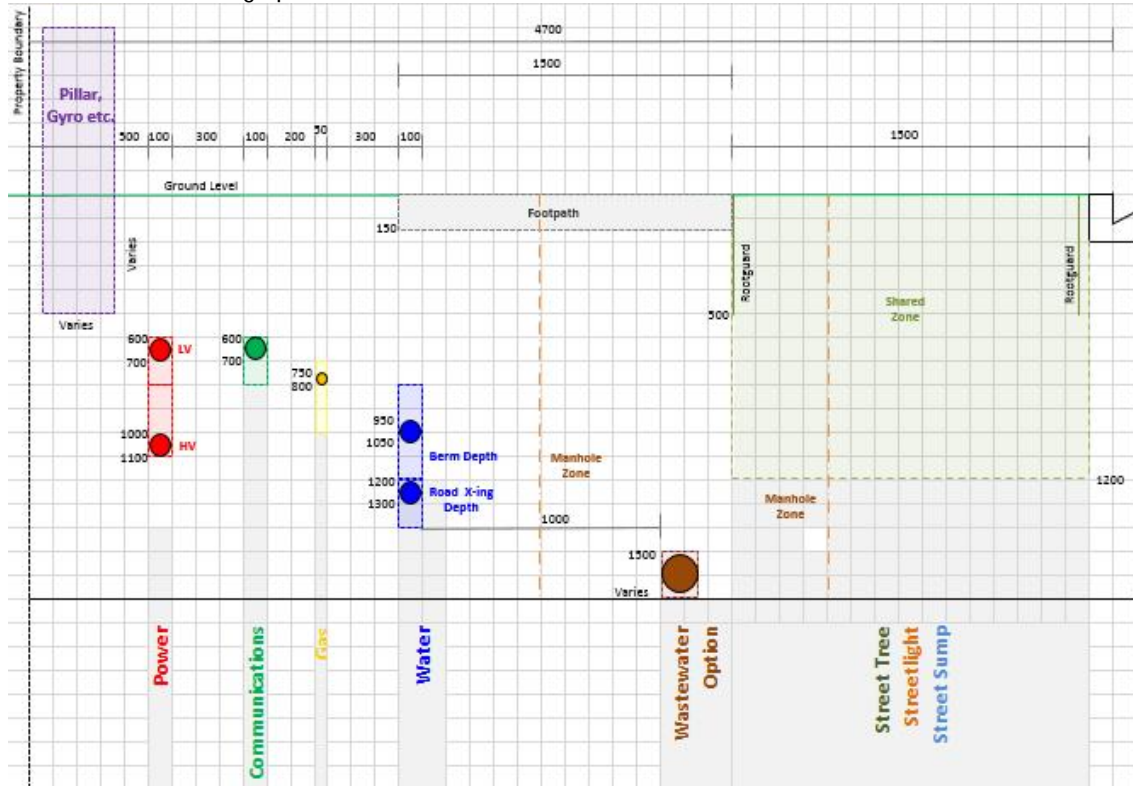 Property Boundary
4700
1500
Pillar,
Gyro etc.
500
100
300
100
200
50
300
100
1500
Ground Level
Footpath
150
Varies
Rootguard
Rootguard
Shared
Zone
500
Varies
600
700
LV
600
700
750
800
950
1050
1000
1100
HV
Berm Depth
Manhole
Zone
1200
1300
Road X-ing
Depth
1200
Manhole
Zone
1000
1500
Varies
Power
Communications
Gas
Water
Wastewater
Option
Street Tree
Streetlight
Street Sump